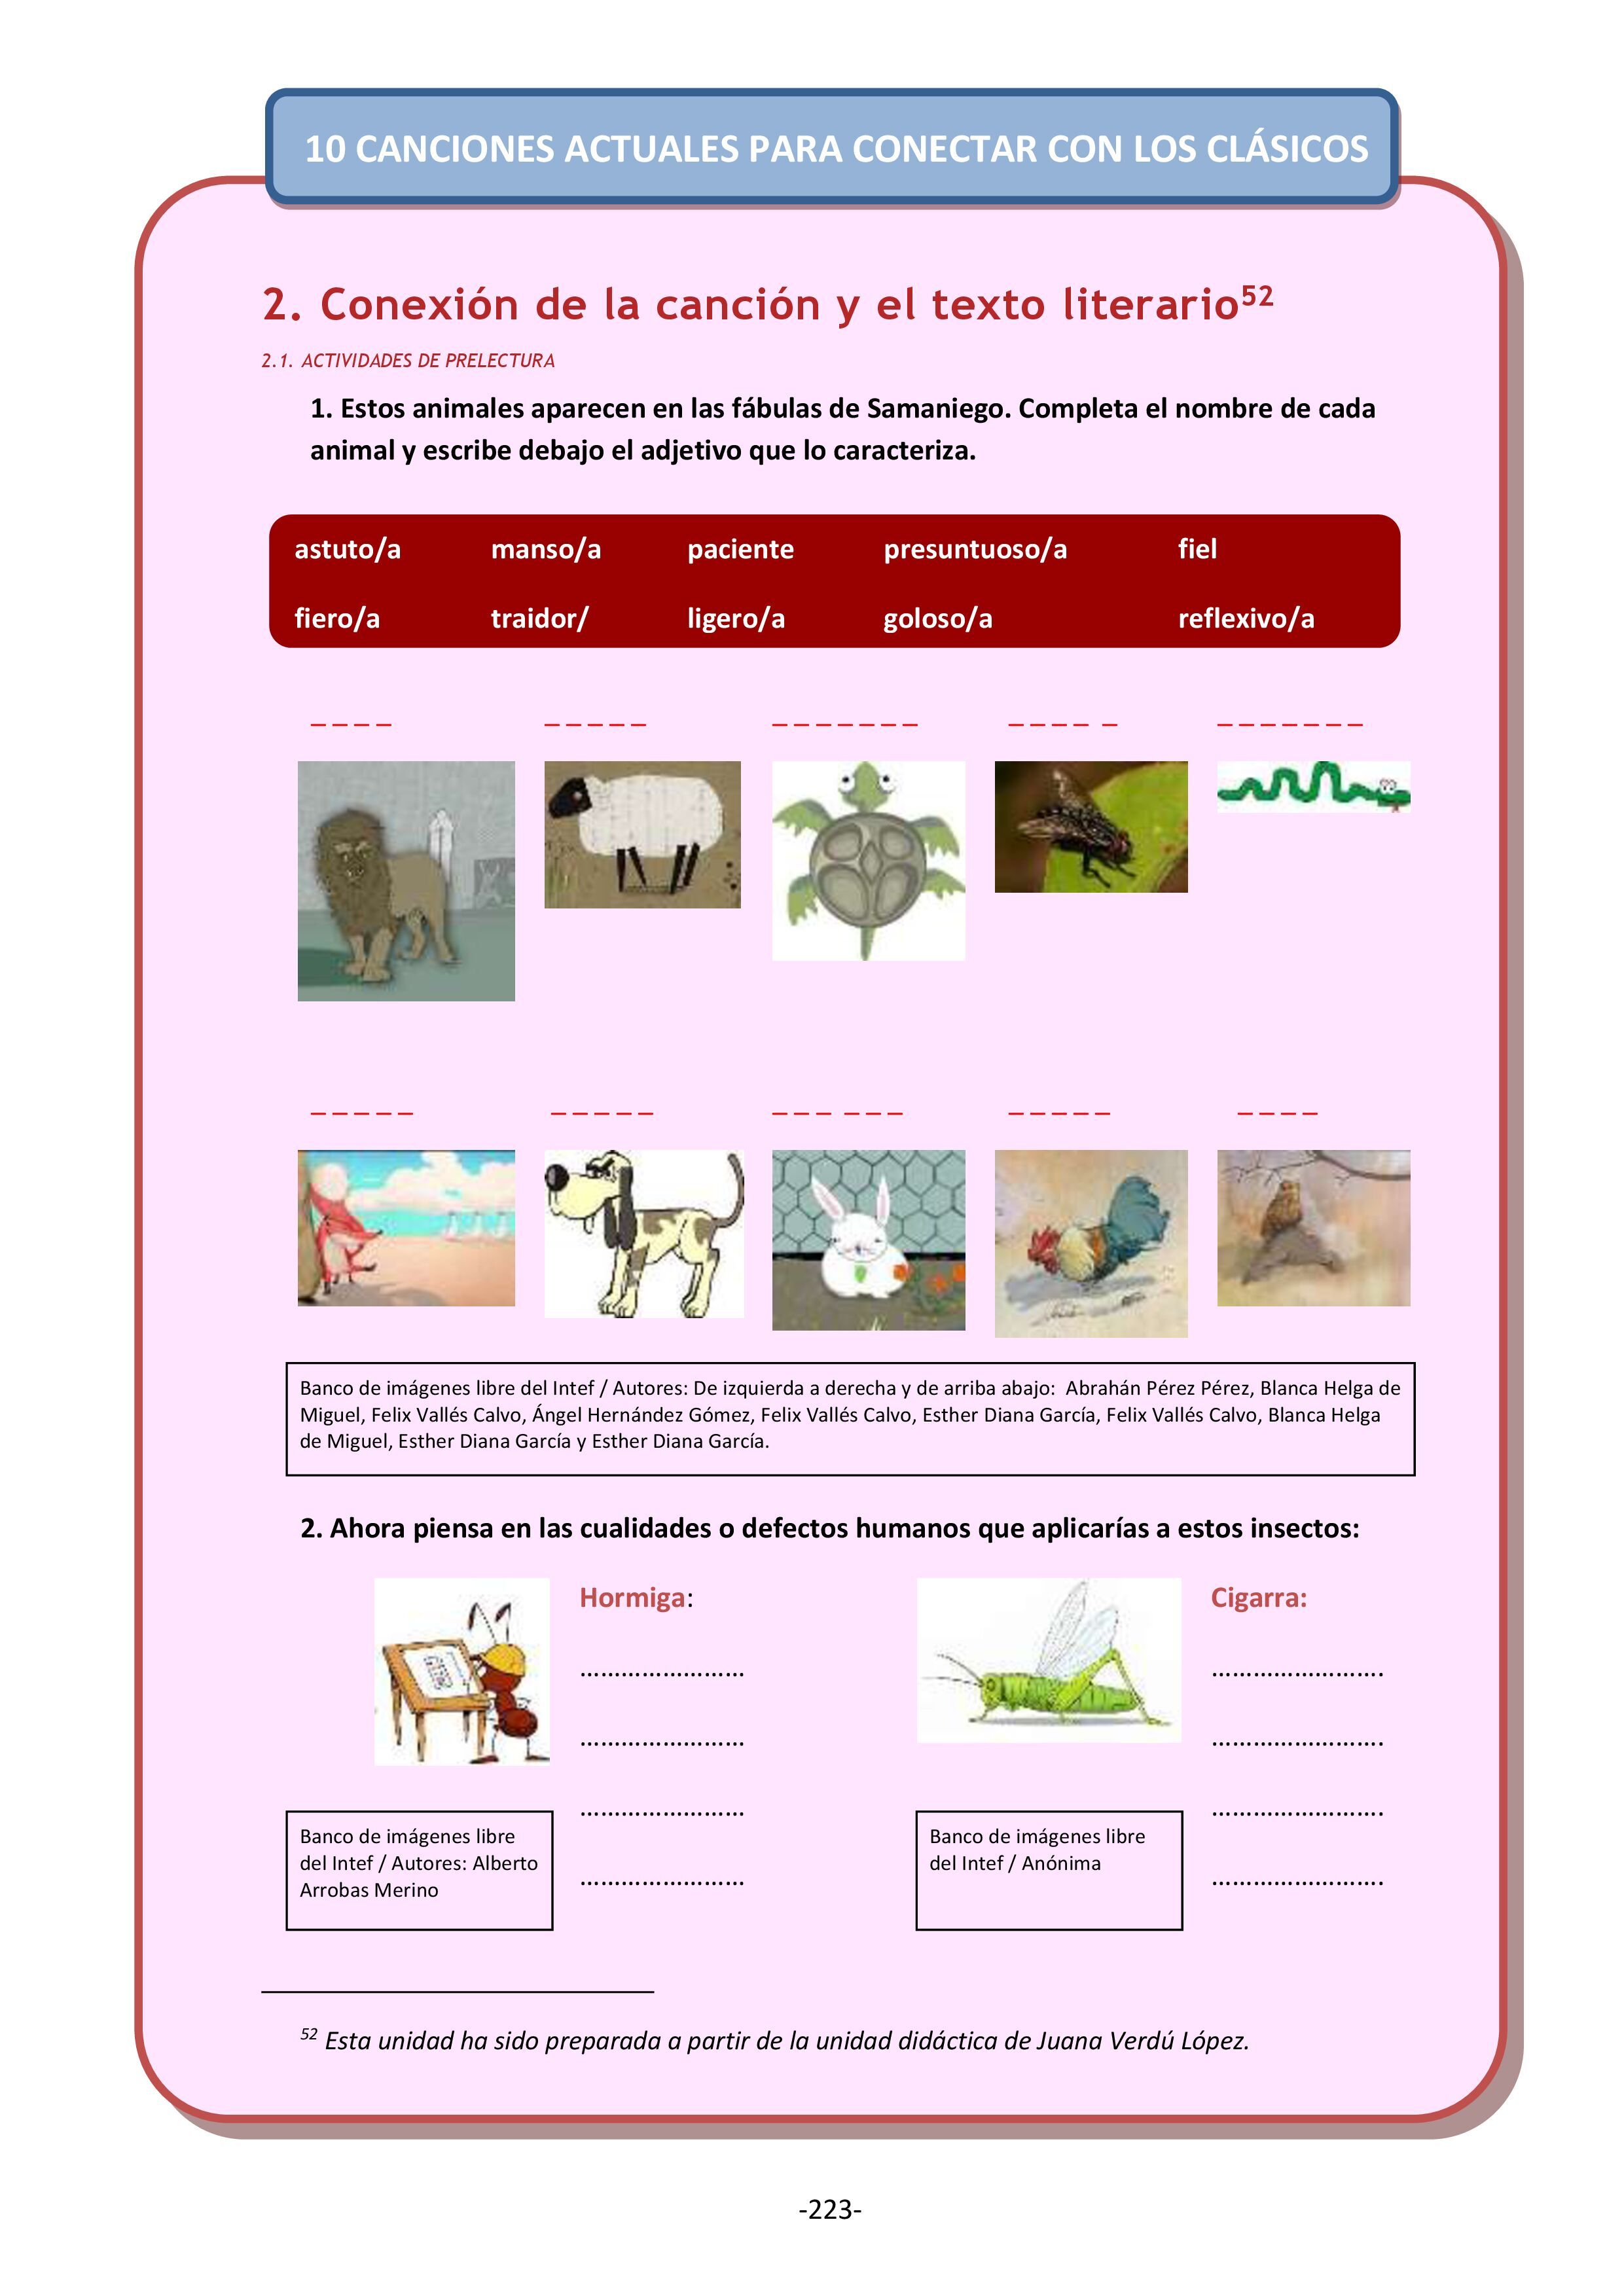 10 CANCIONES ACTUALES PARA CONECTAR CON LOS CLÁSICOS
2. Conexión de la canción y el texto literario52
2.1. ACTIVIDADES DE PRELECTURA
1. Estos animales aparecen en las fábulas de Samaniego. Completa el nombre de cada
animal y escribe debajo el adjetivo que lo caracteriza.
astuto/a manso/a paciente presuntuoso/a fiel
fiero/a traidor/ ligero/a goloso/a reflexivo/a
_ _ _ _ _ _ _ _ _ _ _ _ _ _ _ _ _ _ _ _ _ _ _ _ _ _ _ _
_ _ _ _ _ _ _ _ _ _ _ _ _ _ _ _ _ _ _ _ _ _ _ _ _
Banco de imágenes libre del Intef / Autores: De izquierda a derecha y de arriba abajo: Abrahán Pérez Pérez, Blanca Helga de
Miguel, Felix Vallés Calvo, Ángel Hernández Gómez, Felix Vallés Calvo, Esther Diana García, Felix Vallés Calvo, Blanca Helga
de Miguel, Esther Diana García y Esther Diana García.
2. Ahora piensa en las cualidades o defectos humanos que aplicarías a estos insectos:
Hormiga:
……………………
……………………
……………………
……………………
Banco de imágenes libre
del Intef / Autores: Alberto
Arrobas Merino
Cigarra:
…………………….
…………………….
…………………….
…………………….
Banco de imágenes libre
del Intef / Anónima
52 Esta unidad ha sido preparada a partir de la unidad didáctica de Juana Verdú López.
-223-